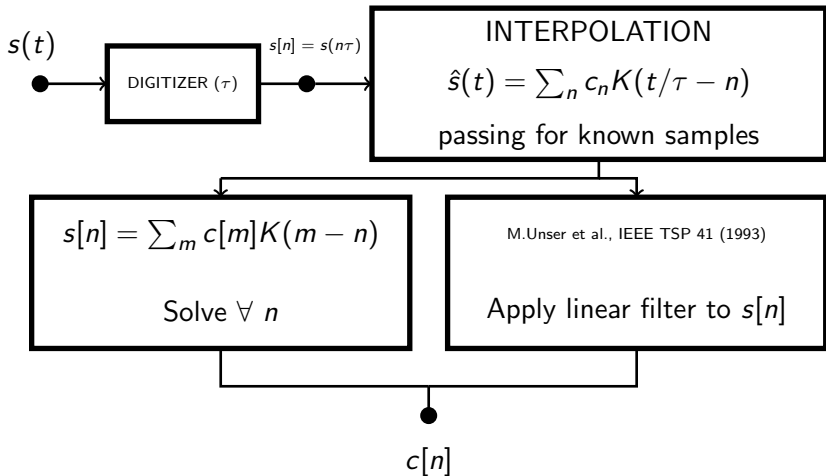 s(t)
DIGITIZER (τ)
s[n] = s(nτ)
INTERPOLATION
ŝ(t) = ∑ₙ cₙK(t/τ − n)
passing for known samples
s[n] = ∑ₘ c[m]K(m − n)
Solve ∀ n
M.Unser et al., IEEE TSP 41 (1993)
Apply linear filter to s[n]
c[n]